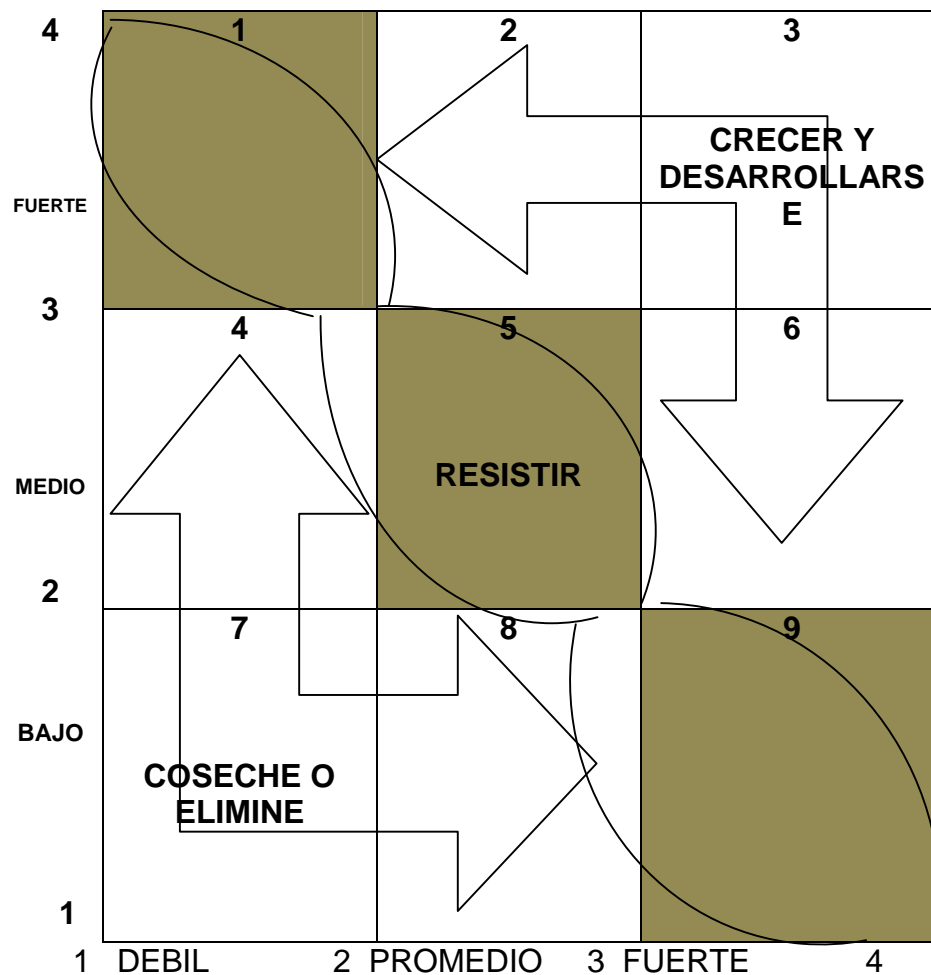 4
1
2
3
CRECER Y
DESARROLLARS
E
FUERTE
3
4
5
6
RESISTIR
MEDIO
2
7
8
9
BAJO
COSECHE O
ELIMINE
1
1 DEBIL 2 PROMEDIO 3 FUERTE 4